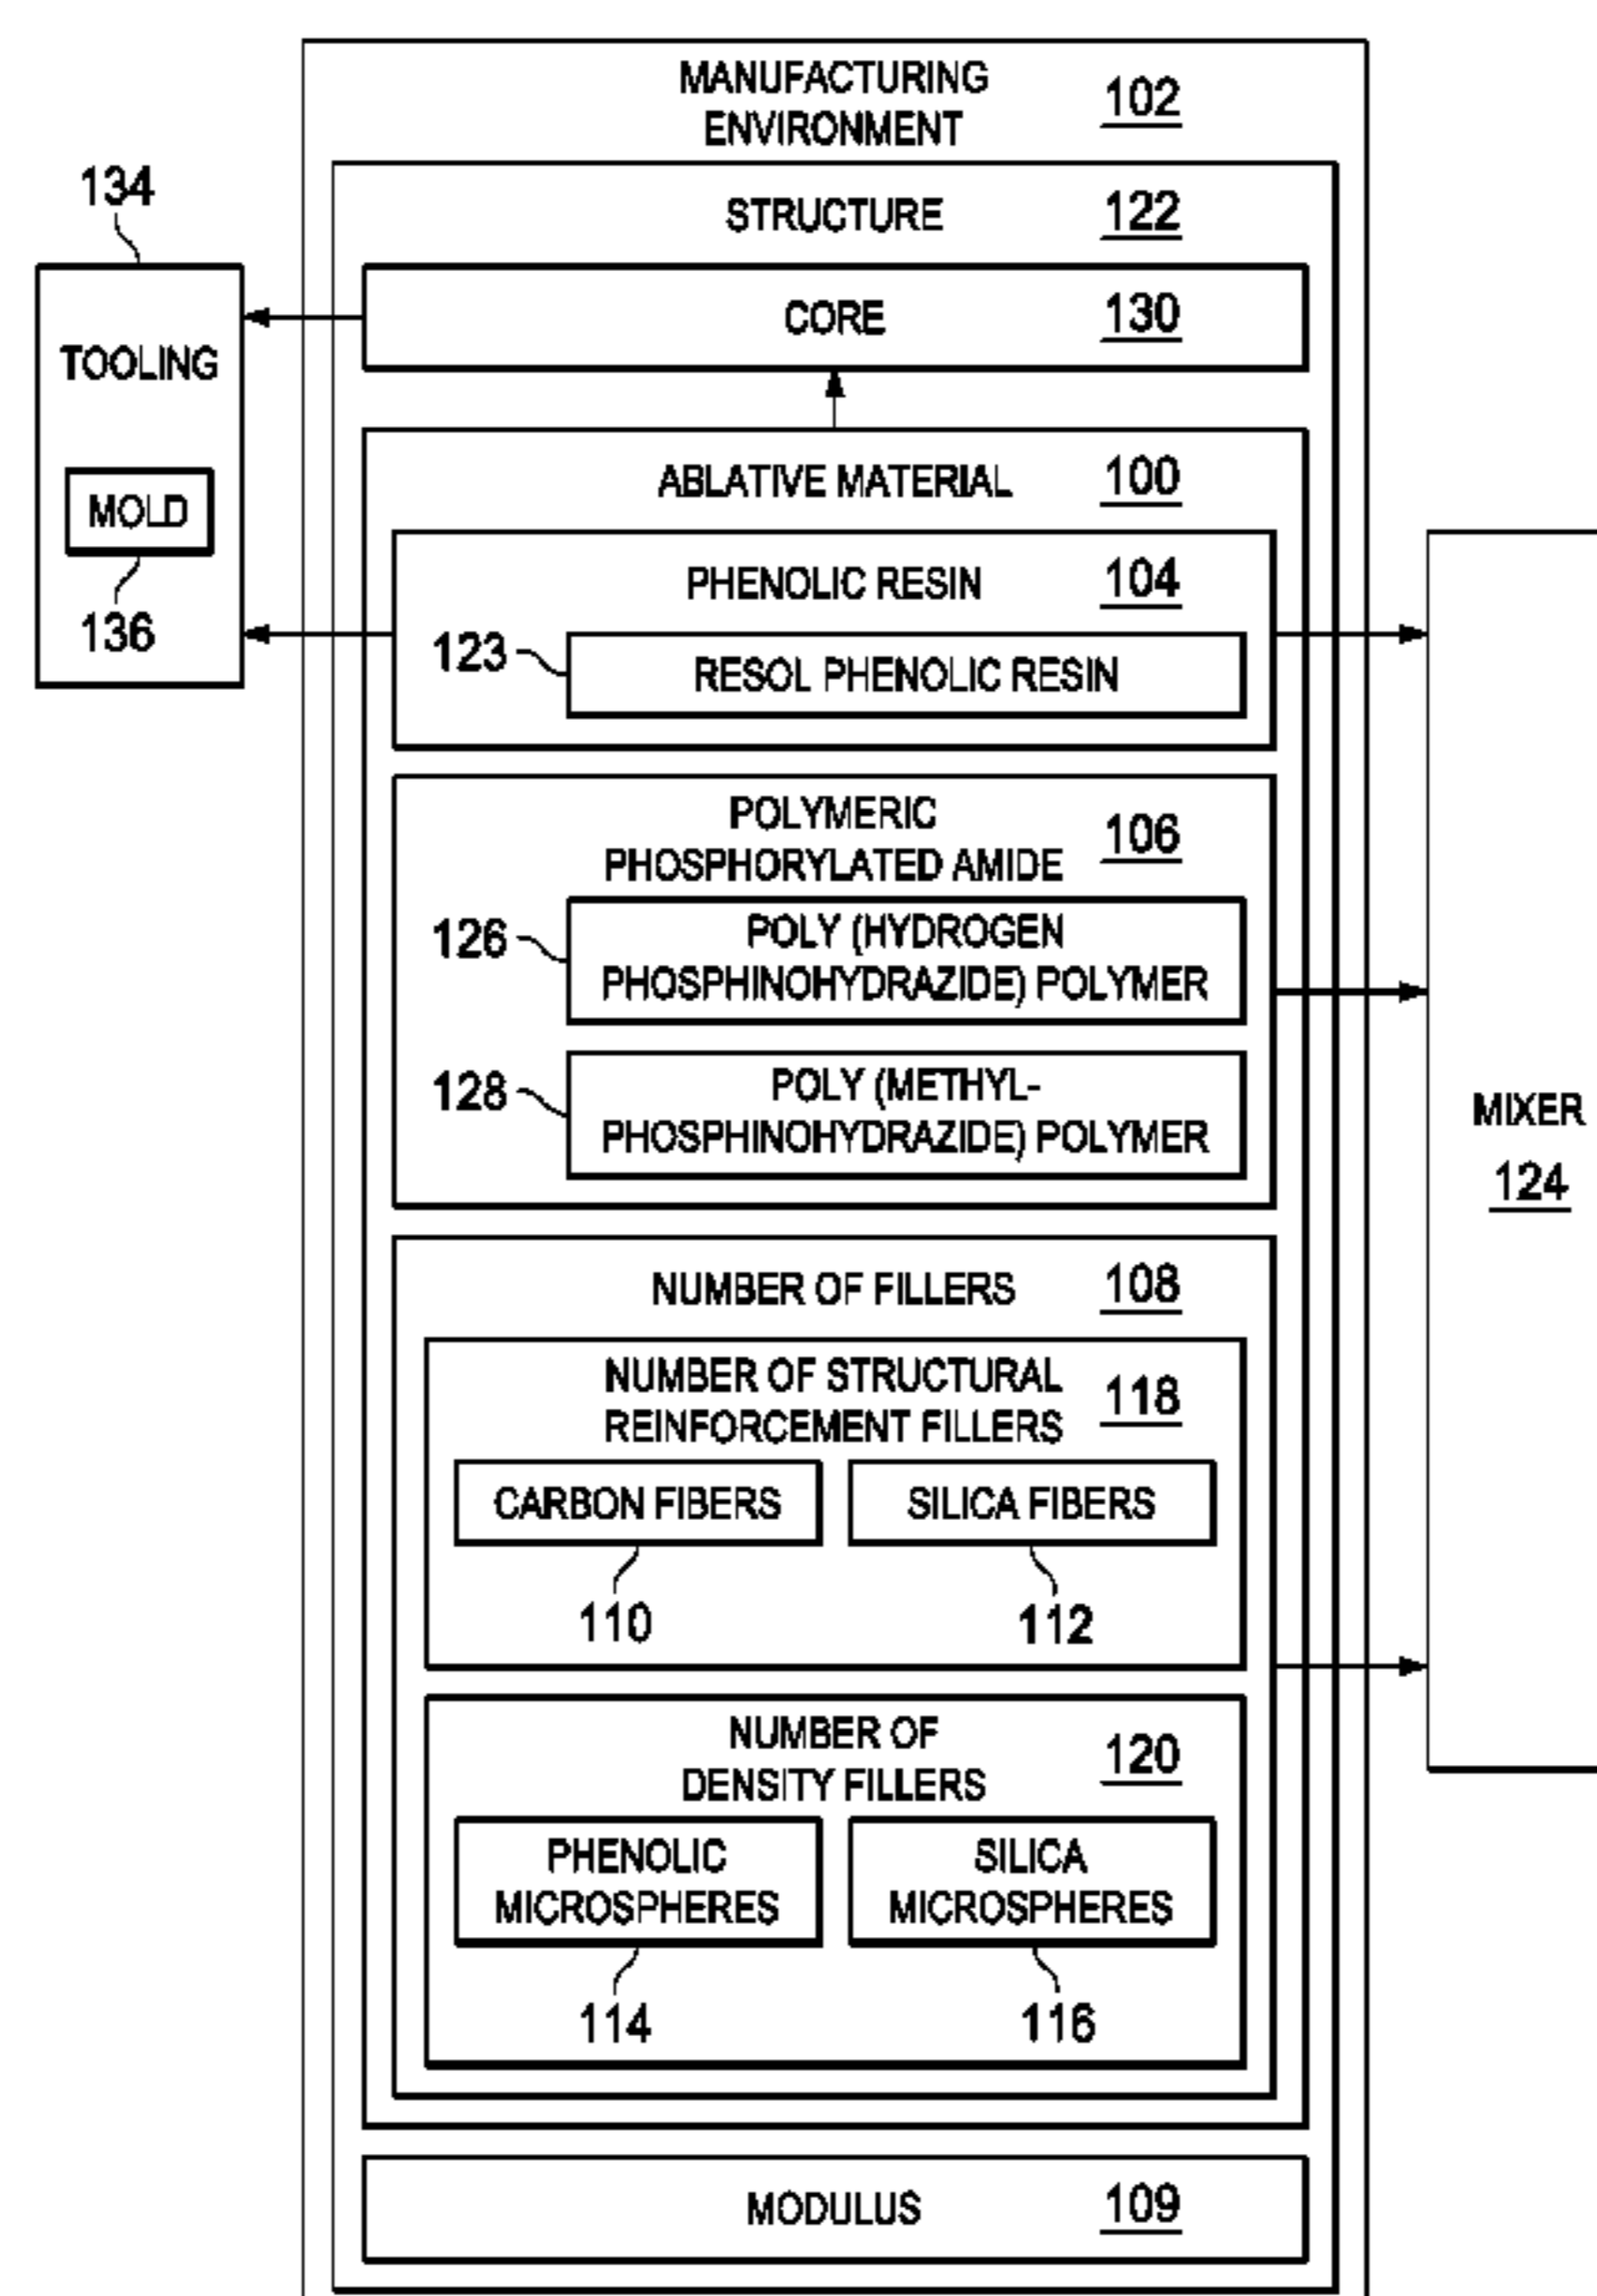 MANUFACTURING
ENVIRONMENT 102
STRUCTURE 122
134
TOOLING
MOLD
136
CORE 130
ABLATIVE MATERIAL 100
PHENOLIC RESIN 104
123
RESOL PHENOLIC RESIN
POLYMERIC
PHOSPHORYLATED AMIDE 106
126
POLY (HYDROGEN
PHOSPHINOHYDRAZIDE) POLYMER
128
POLY (METHYL-
PHOSPHINOHYDRAZIDE) POLYMER
MIXER
124
NUMBER OF FILLERS 108
NUMBER OF STRUCTURAL
REINFORCEMENT FILLERS 118
CARBON FIBERS
110
SILICA FIBERS
112
NUMBER OF
DENSITY FILLERS 120
PHENOLIC
MICROSPHERES
114
SILICA
MICROSPHERES
116
MODULUS 109